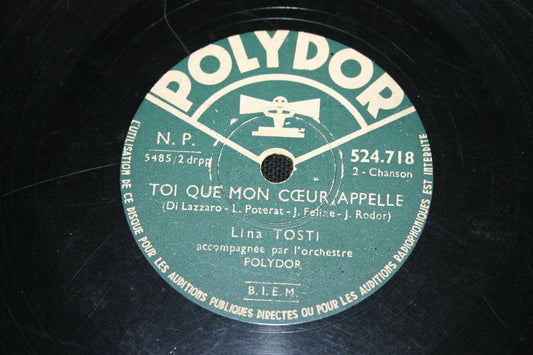 POLYDOR
N. P.
5485, 2 drpp
524.718
2 - Chanson
TOI QUE MON CŒUR APPELLE
(Di Lazzaro - L. Poterat - J. Feline - J. Rodor)
Lina TOSTI
accompagnée par l'orchestre
POLYDOR
B. I. E. M.
L'UTILISATION DE CE DISQUE POUR LES AUDITIONS PUBLIQUES DIRECTES OU POUR LES AUDITIONS RADIOPHONIQUES EST INTERDITE